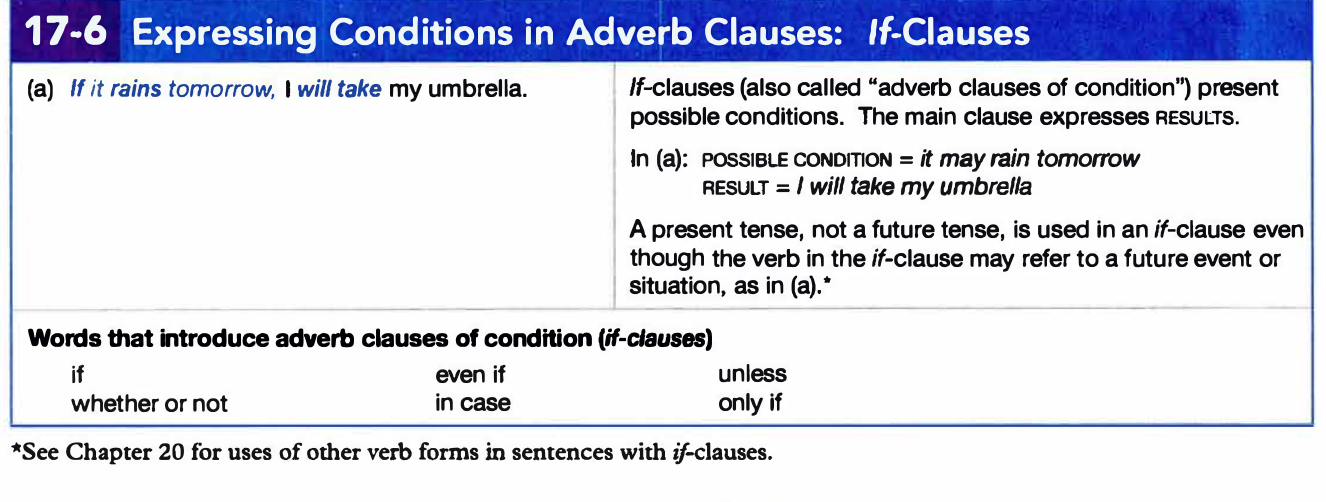 17-6 Expressing Conditions in Adverb Clauses: If-Clauses
(a) If it rains tomorrow, I will take my umbrella.
If-clauses (also called “adverb clauses of condition”) present
possible conditions. The main clause expresses RESULTS.
In (a): POSSIBLE CONDITION = it may rain tomorrow
RESULT = I will take my umbrella
A present tense, not a future tense, is used in an if-clause even
though the verb in the if-clause may refer to a future event or
situation, as in (a).*
Words that introduce adverb clauses of condition (if-clauses)
if even if unless
whether or not in case only if
*See Chapter 20 for uses of other verb forms in sentences with if-clauses.